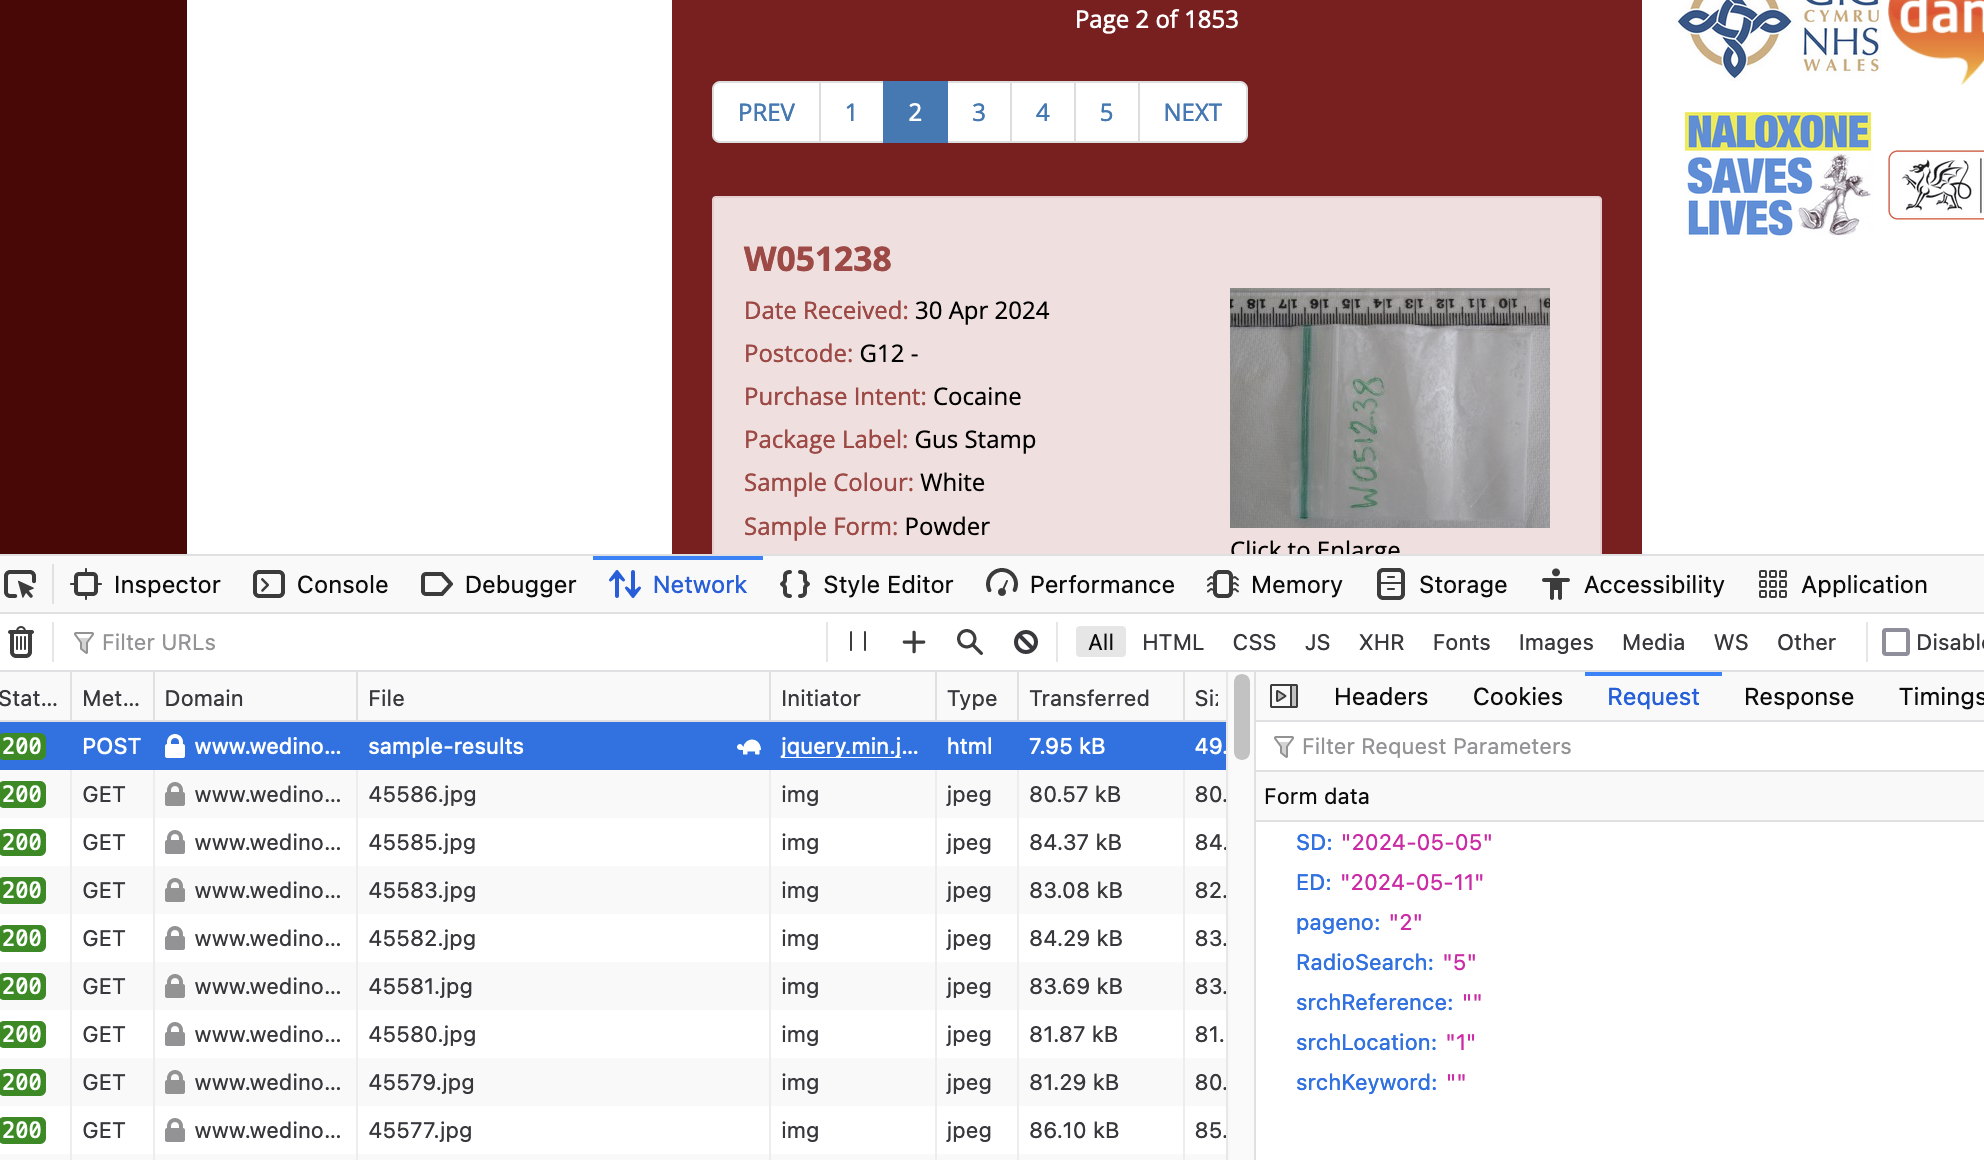 Page 2 of 1853
CYMRU
NHS
WALES
PREV 1 2 3 4 5 NEXT
NALOXONE
SAVES
LIVES
W051238
Date Received: 30 Apr 2024
Postcode: G12 -
Purchase Intent: Cocaine
Package Label: Gus Stamp
Sample Colour: White
Sample Form: Powder
18 17 16 15 14 13 12 11 10 9
W051238
Click to Enlarge
Inspector Console Debugger Network Style Editor Performance Memory Storage Accessibility Application
Filter URLs All HTML CSS JS XHR Fonts Images Media WS Other Disabl
Stat... Met... Domain File Initiator Type Transferred Si
200 POST www.wedino... sample-results jquery.min.j... html 7.95 kB 49.
200 GET www.wedino... 45586.jpg img jpeg 80.57 kB 80.
200 GET www.wedino... 45585.jpg img jpeg 84.37 kB 84.
200 GET www.wedino... 45583.jpg img jpeg 83.08 kB 82.
200 GET www.wedino... 45582.jpg img jpeg 84.29 kB 83.
200 GET www.wedino... 45581.jpg img jpeg 83.69 kB 83.
200 GET www.wedino... 45580.jpg img jpeg 81.87 kB 81.
200 GET www.wedino... 45579.jpg img jpeg 81.29 kB 80.
200 GET www.wedino... 45577.jpg img jpeg 86.10 kB 85.
Headers Cookies Request Response Timings
Filter Request Parameters
Form data
SD: "2024-05-05"
ED: "2024-05-11"
pageno: "2"
RadioSearch: "5"
srchReference: ""
srchLocation: "1"
srchKeyword: ""